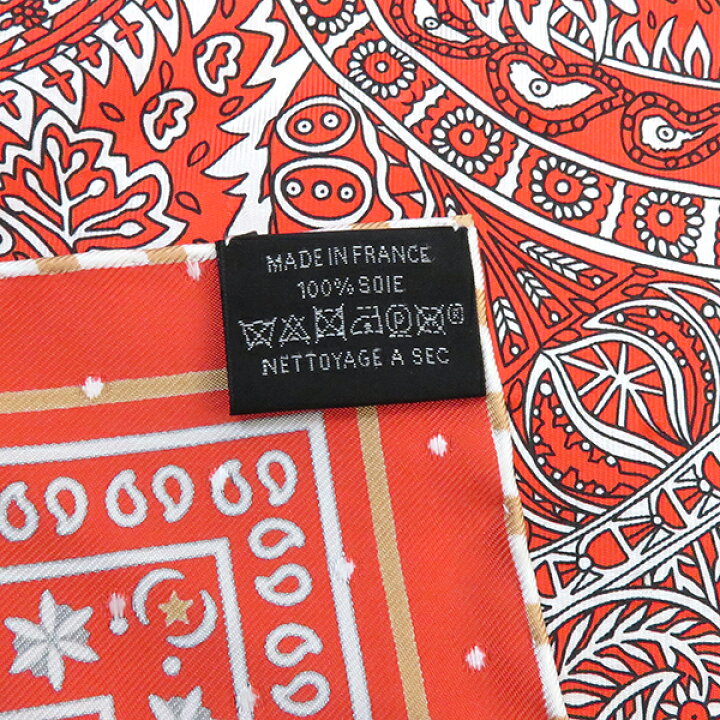 MADE IN FRANCE
100% SOIE
P R
NETTOYAGE A SEC